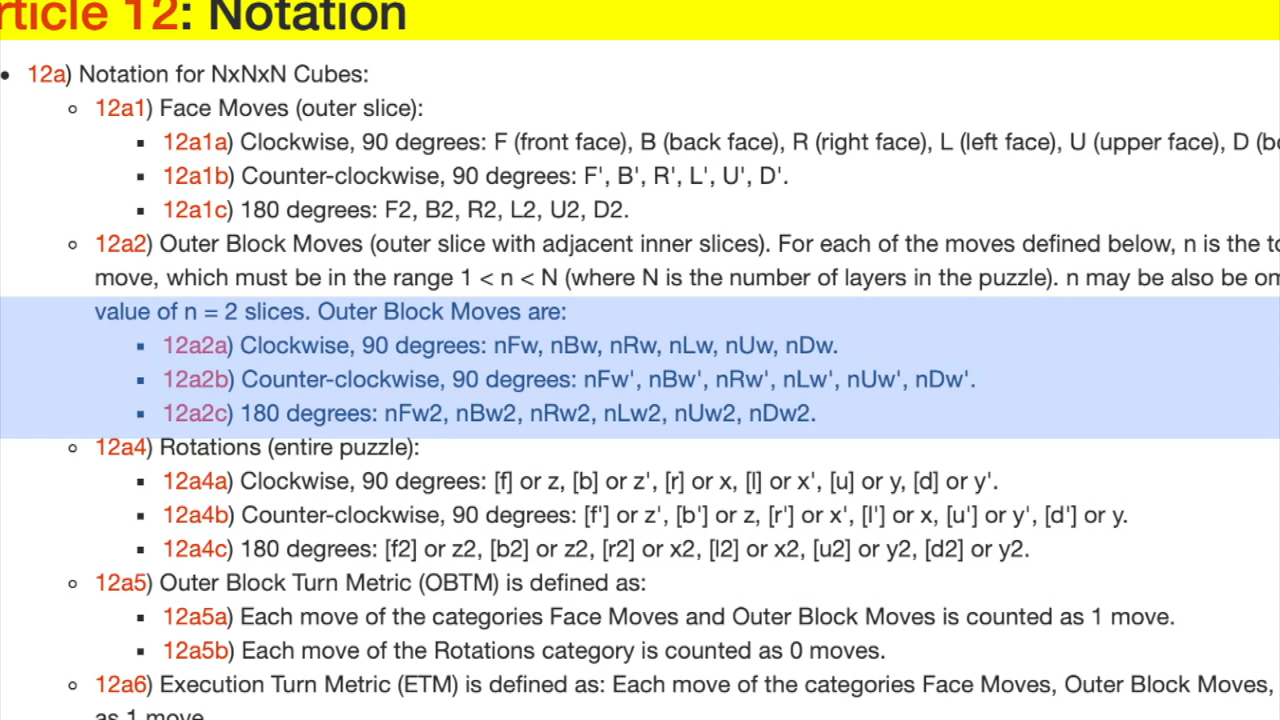 rticle 12: Notation
12a) Notation for NxNxN Cubes:
12a1) Face Moves (outer slice):
12a1a) Clockwise, 90 degrees: F (front face), B (back face), R (right face), L (left face), U (upper face), D (b
12a1b) Counter-clockwise, 90 degrees: F', B', R', L', U', D'.
12a1c) 180 degrees: F2, B2, R2, L2, U2, D2.
12a2) Outer Block Moves (outer slice with adjacent inner slices). For each of the moves defined below, n is the
move, which must be in the range 1 < n < N (where N is the number of layers in the puzzle). n may be also be
value of n = 2 slices. Outer Block Moves are:
12a2a) Clockwise, 90 degrees: nFw, nBw, nRw, nLw, nUw, nDw.
12a2b) Counter-clockwise, 90 degrees: nFw', nBw', nRw', nLw', nUw', nDw'.
12a2c) 180 degrees: nFw2, nBw2, nRw2, nLw2, nUw2, nDw2.
12a4) Rotations (entire puzzle):
12a4a) Clockwise, 90 degrees: [f] or z, [b] or z', [r] or x, [l] or x', [u] or y, [d] or y'.
12a4b) Counter-clockwise, 90 degrees: [f'] or z', [b'] or z, [r'] or x', [l'] or x, [u'] or y', [d'] or y.
12a4c) 180 degrees: [f2] or z2, [b2] or z2, [r2] or x2, [l2] or x2, [u2] or y2, [d2] or y2.
12a5) Outer Block Turn Metric (OBTM) is defined as:
12a5a) Each move of the categories Face Moves and Outer Block Moves is counted as 1 move.
12a5b) Each move of the Rotations category is counted as 0 moves.
12a6) Execution Turn Metric (ETM) is defined as: Each move of the categories Face Moves, Outer Block Moves,
as 1 move.